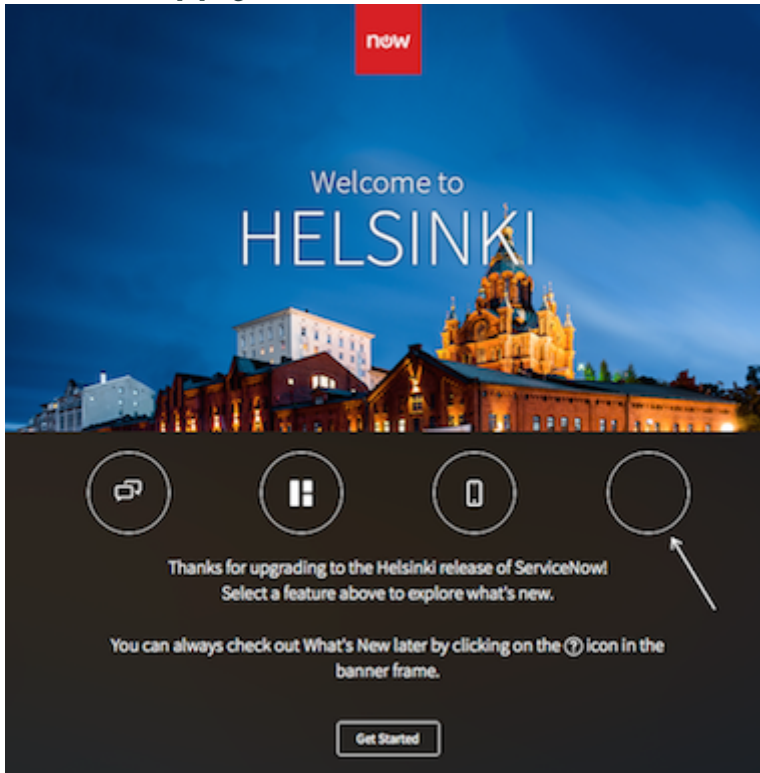 now
Welcome to
HELSINKI
Thanks for upgrading to the Helsinki release of ServiceNow!
Select a feature above to explore what's new.
You can always check out What's New later by clicking on the ? icon in the
banner frame.
Get Started